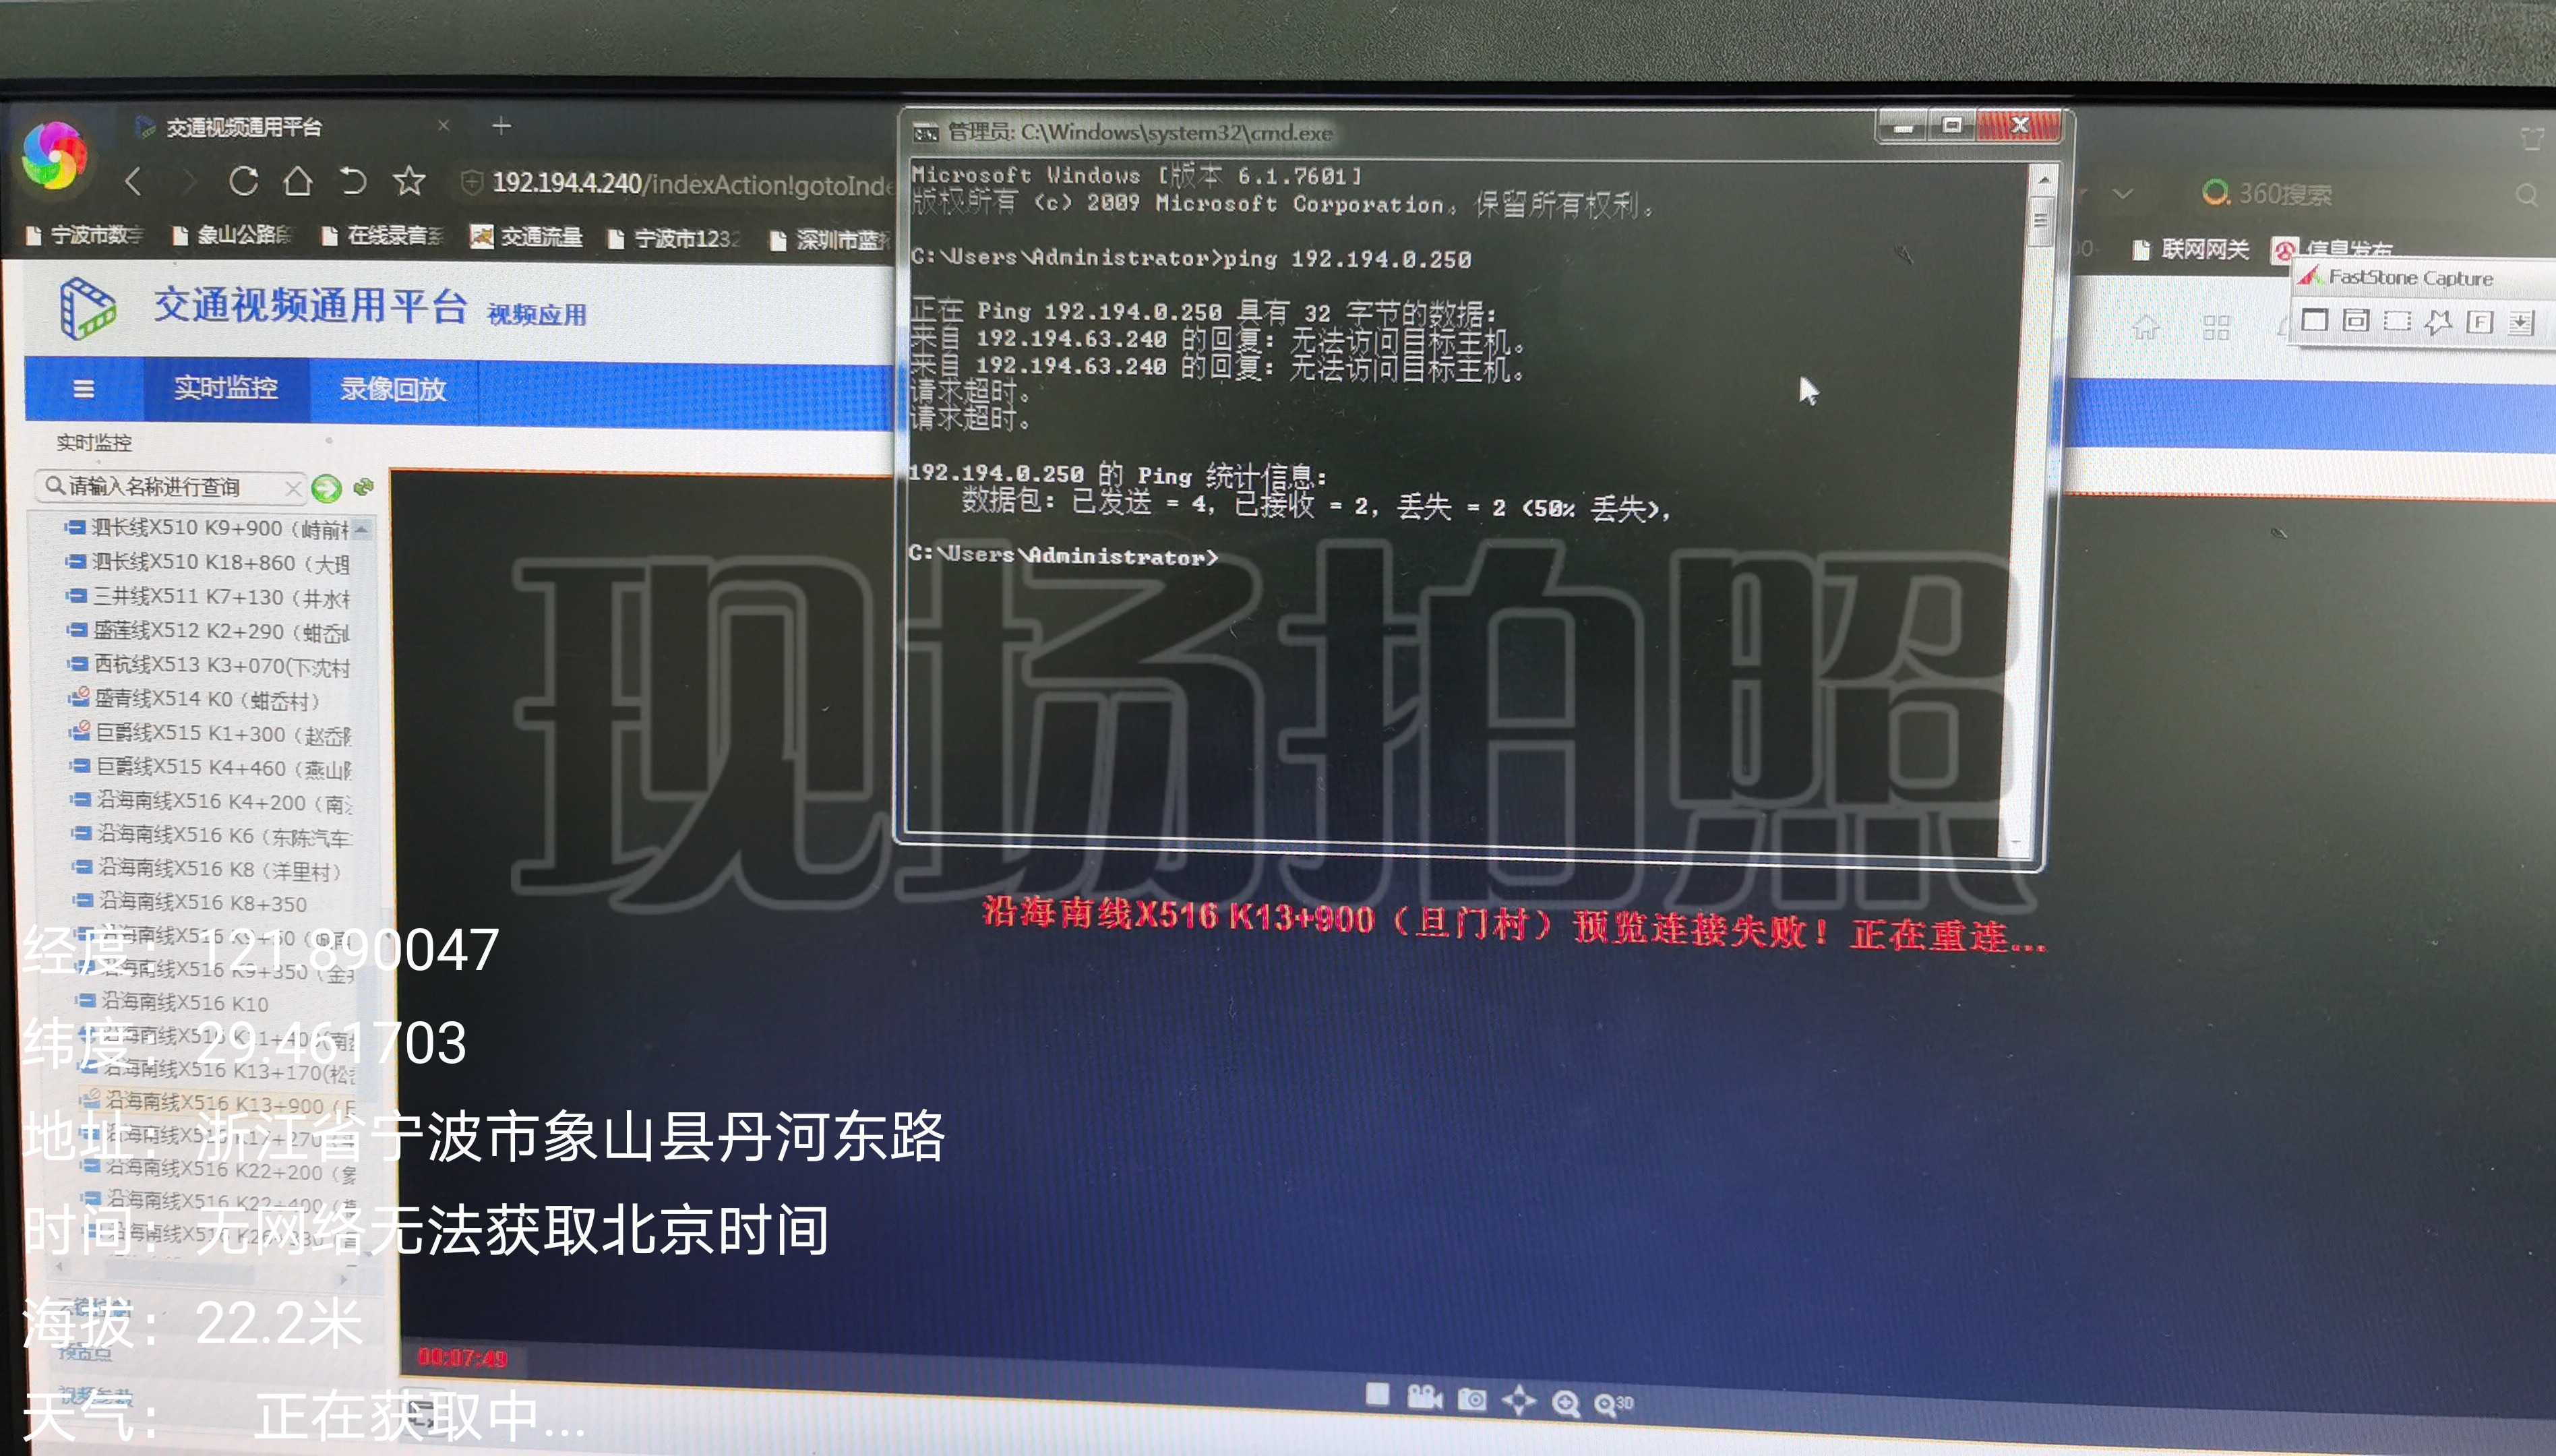 交通视频通用平台
管理员: C:\Windows\system32\cmd.exe
192.194.4.240/indexAction!gotoInde
360搜索
宁波市数字
象山公路段
在线录音系
交通流量
宁波市1232
联网网关
信息发布
FastStone Capture
Microsoft Windows [版本 6.1.7601]
版权所有 (c) 2009 Microsoft Corporation。保留所有权利。
C:\Users\Administrator>ping 192.194.0.250
正在 Ping 192.194.0.250 具有 32 字节的数据:
来自 192.194.63.240 的回复: 无法访问目标主机。
来自 192.194.63.240 的回复: 无法访问目标主机。
请求超时。
请求超时。
192.194.0.250 的 Ping 统计信息:
数据包: 已发送 = 4, 已接收 = 2, 丢失 = 2 (50% 丢失),
C:\Users\Administrator>
交通视频通用平台 视频应用
实时监控 录像回放
实时监控
请输入名称进行查询
泗长线X510 K9+900（峙前村
泗长线X510 K18+860（大理
三井线X511 K7+130（井水村
盛莲线X512 K2+290（蚶岙
西杭线X513 K3+070(下沈村
盛青线X514 K0（蚶岙村）
巨爵线X515 K1+300（赵岙
巨爵线X515 K4+460（燕山
沿海南线X516 K4+200（南
沿海南线X516 K6（东陈汽车
沿海南线X516 K8（洋里村）
沿海南线X516 K8+350
沿海南线X516 K9+350（金
沿海南线X516 K10
沿海南线X516 K13+170(松
沿海南线X516 K13+900（
沿海南线X516 K22+200（
沿海南线X516 K22+400（
现场拍照
沿海南线X516 K13+900（旦门村）预览连接失败！正在重连...
经度：121.890047
纬度：29.461703
地址：浙江省宁波市象山县丹河东路
时间：无网络无法获取北京时间
海拔：22.2米
天气： 正在获取中...
预置点
视频参数
00:07:49
3D